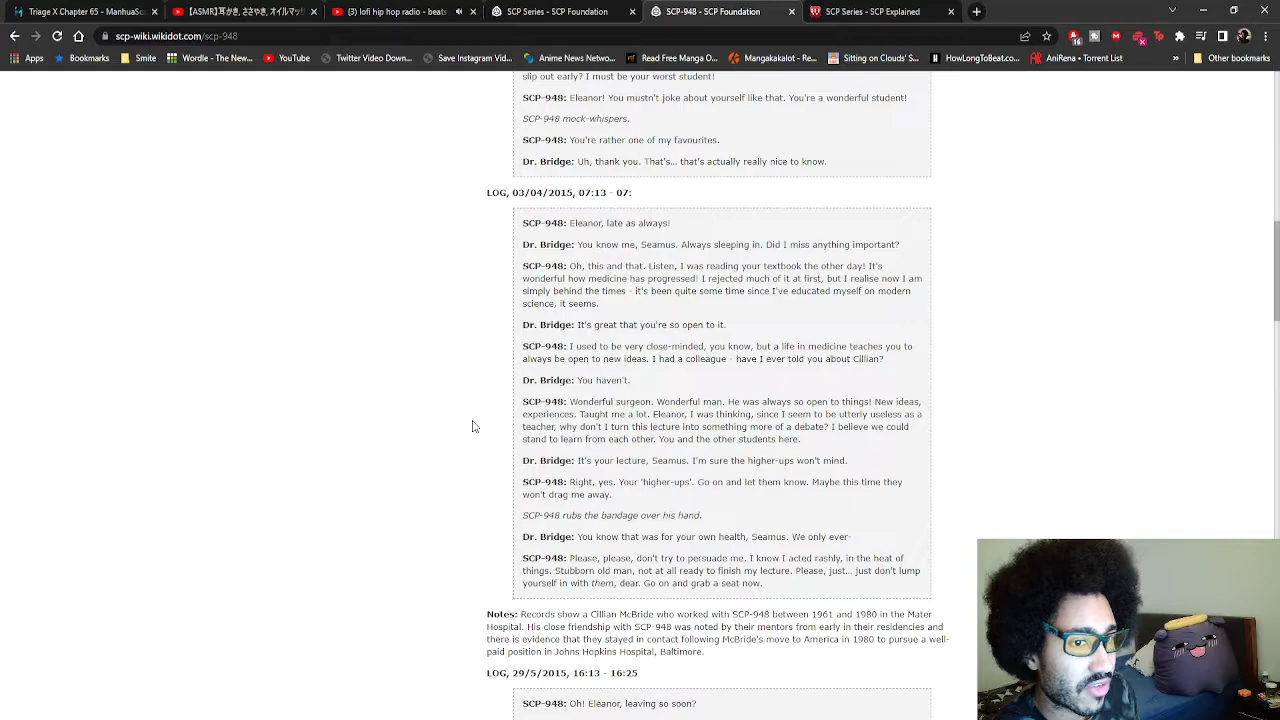 Triage X Chapter 65 - ManhuaSc
【ASMR】耳かき、ささやき、オイルマッ
(3) lofi hip hop radio - beats
SCP Series - SCP Foundation
SCP-948 - SCP Foundation
SCP Series - SCP Explained
scp-wiki.wikidot.com/scp-948
16
Apps
Bookmarks
Smite
Wordle - The New...
YouTube
Twitter Video Down...
Save Instagram Vid...
Anime News Netwo...
Read Free Manga O...
Mangakakalot - Rea...
Sitting on Clouds' S...
HowLongToBeat.co...
AniRena | Torrent List
»
Other bookmarks
slip out early? I must be your worst student!
SCP-948: Eleanor! You mustn't joke about yourself like that. You're a wonderful student!
SCP-948 mock-whispers.
SCP-948: You're rather one of my favourites.
Dr. Bridge: Uh, thank you. That's... that's actually really nice to know.
LOG, 03/04/2015, 07:13 - 07:
SCP-948: Eleanor, late as always!
Dr. Bridge: You know me, Seamus. Always sleeping in. Did I miss anything important?
SCP-948: Oh, this and that. Listen, I was reading your textbook the other day! It's
wonderful how medicine has progressed! I rejected much of it at first, but I realise now I am
simply behind the times - it's been quite some time since I've educated myself on modern
science, it seems.
Dr. Bridge: It's great that you're so open to it.
SCP-948: I used to be very close-minded, you know, but a life in medicine teaches you to
always be open to new ideas. I had a colleague - have I ever told you about Cillian?
Dr. Bridge: You haven't.
SCP-948: Wonderful surgeon. Wonderful man. He was always so open to things! New ideas,
experiences. Taught me a lot. Eleanor, I was thinking, since I seem to be utterly useless as a
teacher, why don't I turn this lecture into something more of a debate? I believe we could
stand to learn from each other. You and the other students here.
Dr. Bridge: It's your lecture, Seamus. I'm sure the higher-ups won't mind.
SCP-948: Right, yes. Your 'higher-ups'. Go on and let them know. Maybe this time they
won't drag me away.
SCP-948 rubs the bandage over his hand.
Dr. Bridge: You know that was for your own health, Seamus. We only ever-
SCP-948: Please, please, don't try to persuade me. I know I acted rashly, in the heat of
things. Stubborn old man, not at all ready to finish my lecture. Please, just... just don't lump
yourself in with them, dear. Go on and grab a seat now.
Notes: Records show a Cillian McBride who worked with SCP-948 between 1961 and 1980 in the Mater
Hospital. His close friendship with SCP-948 was noted by their mentors from early in their residencies and
there is evidence that they stayed in contact following McBride's move to America in 1980 to pursue a well-
paid position in Johns Hopkins Hospital, Baltimore.
LOG, 29/5/2015, 16:13 - 16:25
SCP-948: Oh! Eleanor, leaving so soon?